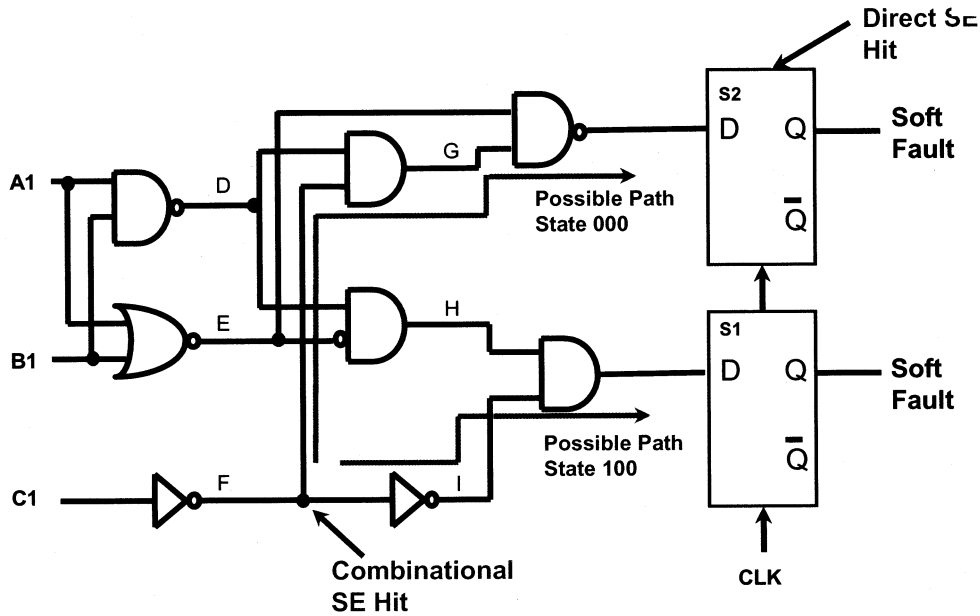 Direct
Hit
S2
D
Q
Q
Soft
Fault
A1
D
G
Possible Path
State 000
B1
E
H
S1
D
Q
Q
Soft
Fault
Possible Path
State 100
C1
F
I
Combinational
SE Hit
CLK